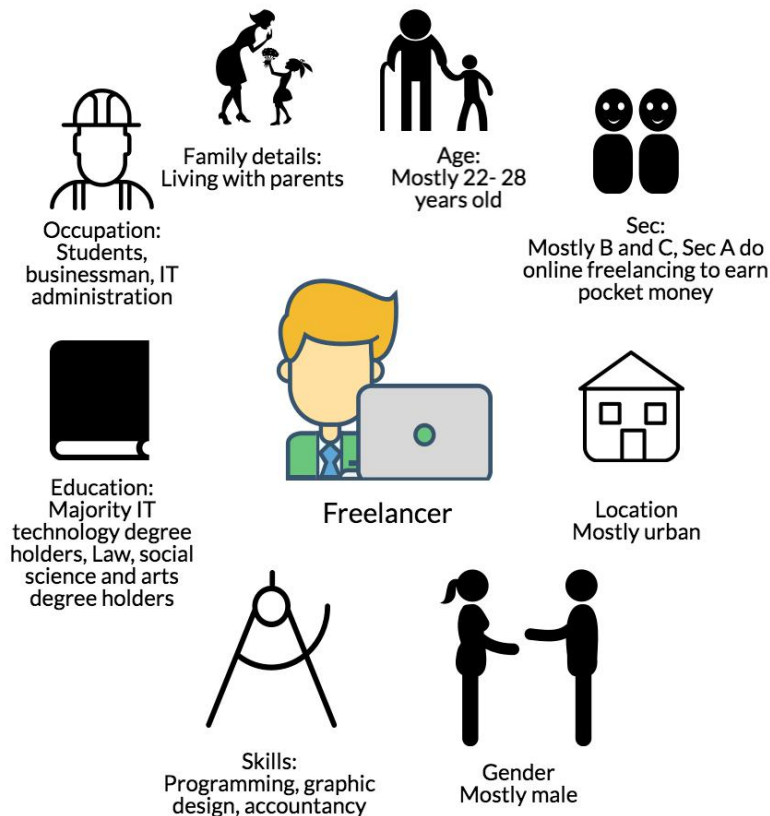 Family details:
Living with parents
Age:
Mostly 22- 28
years old
Occupation:
Students,
businessman, IT
administration
Sec:
Mostly B and C, Sec A do
online freelancing to earn
pocket money
Education:
Majority IT
technology degree
holders, Law, social
science and arts
degree holders
Freelancer
Location
Mostly urban
Skills:
Programming, graphic
design, accountancy
Gender
Mostly male